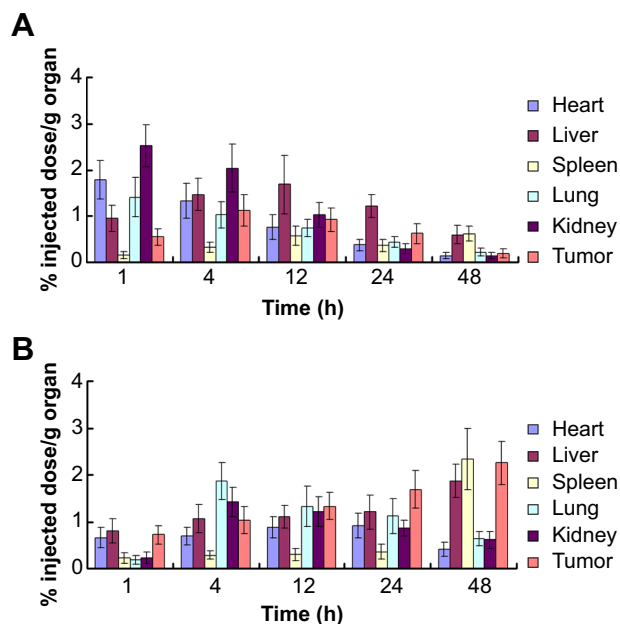 A
% injected dose/g organ
4
3
2
1
0
1 4 12 24 48
Time (h)
Heart
Liver
Spleen
Lung
Kidney
Tumor
B
% injected dose/g organ
4
3
2
1
0
1 4 12 24 48
Time (h)
Heart
Liver
Spleen
Lung
Kidney
Tumor